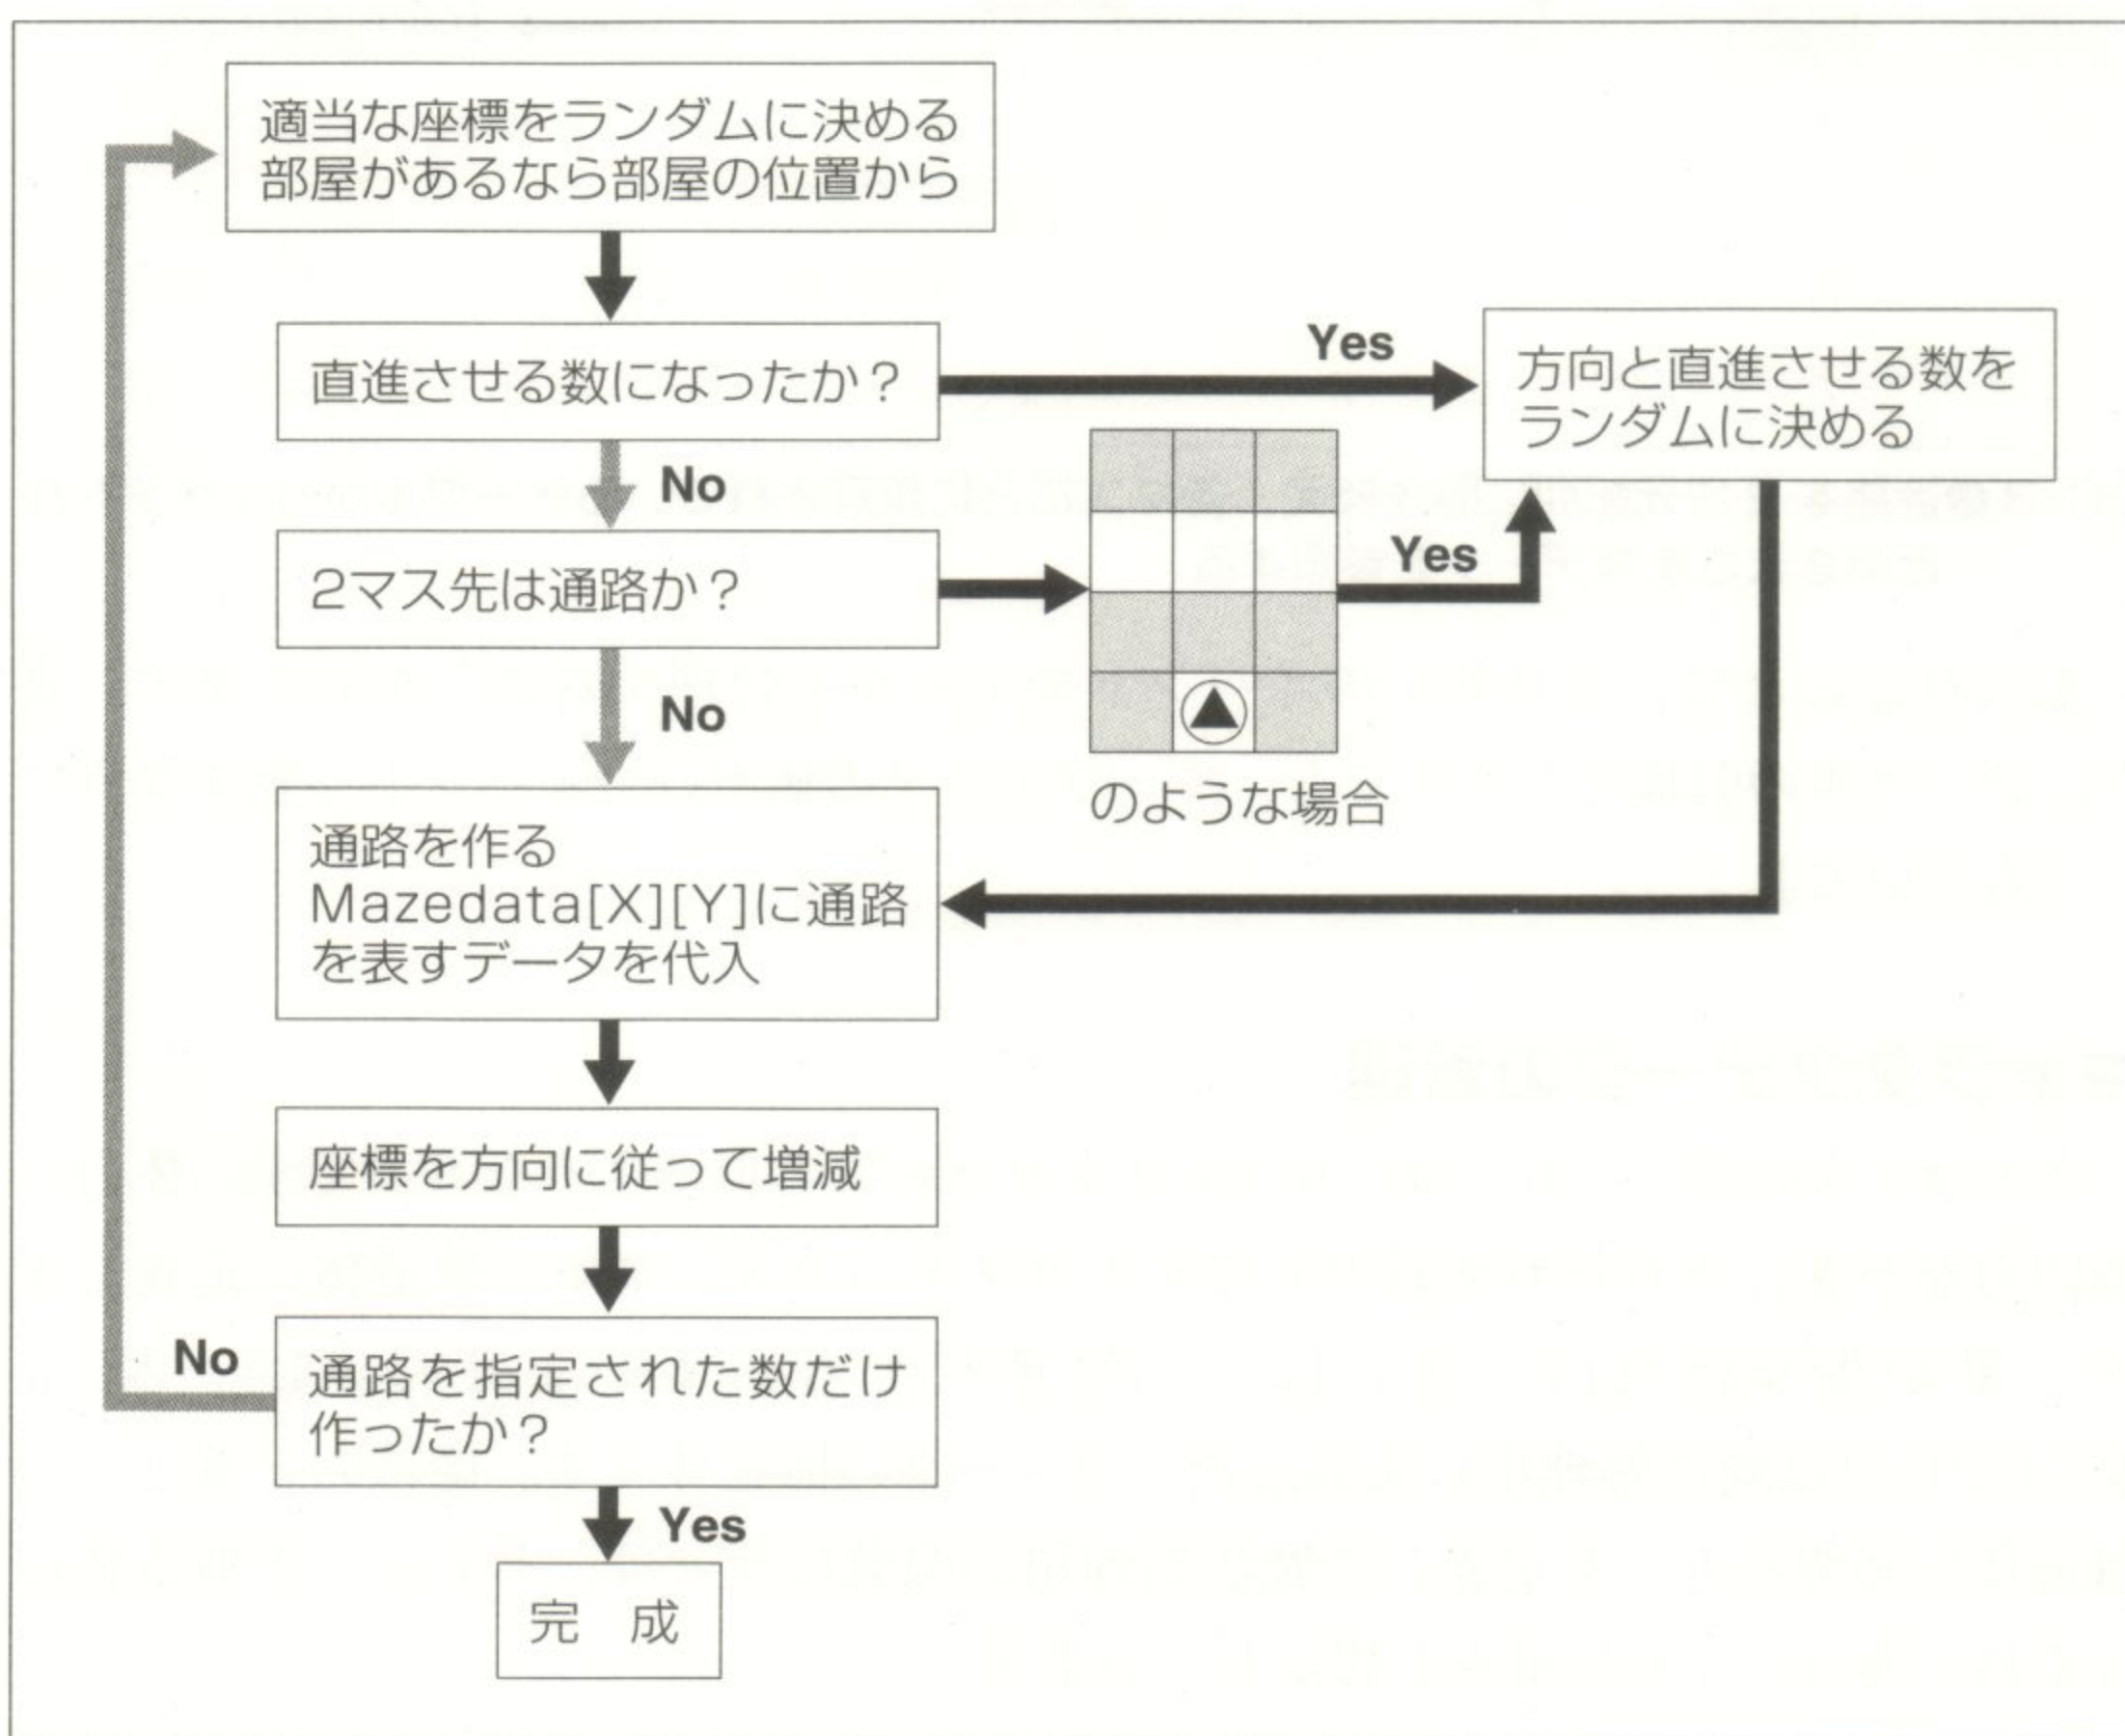 適当な座標をランダムに決める
部屋があるなら部屋の位置から
直進させる数になったか？
Yes
方向と直進させる数を
ランダムに決める
No
2マス先は通路か？
Yes
のような場合
No
通路を作る
Mazedata[X][Y]に通路
を表すデータを代入
座標を方向に従って増減
通路を指定された数だけ
作ったか？
No
Yes
完　成